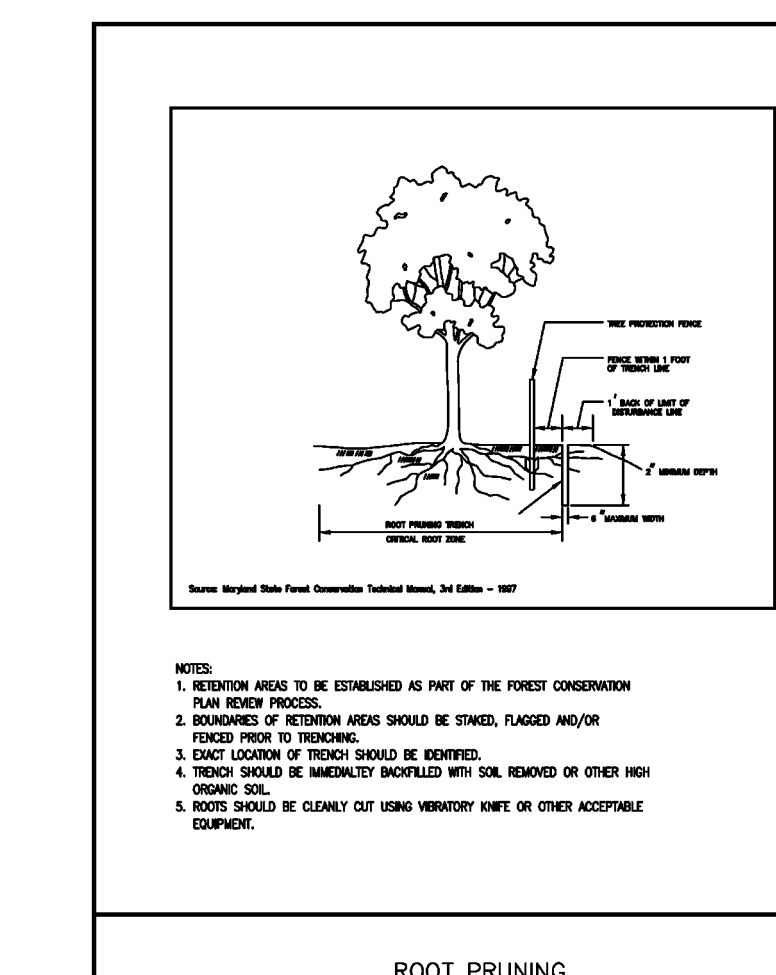 TREE PROTECTION FENCE
FENCE WITHIN 1 FOOT
OF TRENCH LINE
1' BACK OF LIMIT OF
DISTURBANCE LINE
2" MINIMUM DEPTH
6" MAXIMUM WIDTH
ROOT PRUNING TRENCH
CRITICAL ROOT ZONE
Source: Maryland State Forest Conservation Technical Manual, 3rd Edition - 1997
NOTES:
1. RETENTION AREAS TO BE ESTABLISHED AS PART OF THE FOREST CONSERVATION
PLAN REVIEW PROCESS.
2. BOUNDARIES OF RETENTION AREAS SHOULD BE STAKED, FLAGGED AND/OR
FENCED PRIOR TO TRENCHING.
3. EXACT LOCATION OF TRENCH SHOULD BE IDENTIFIED.
4. TRENCH SHOULD BE IMMEDIALTEY BACKFILLED WITH SOIL REMOVED OR OTHER HIGH
ORGANIC SOIL.
5. ROOTS SHOULD BE CLEANLY CUT USING VIBRATORY KNIFE OR OTHER ACCEPTABLE
EQUIPMENT.
ROOT PRUNING